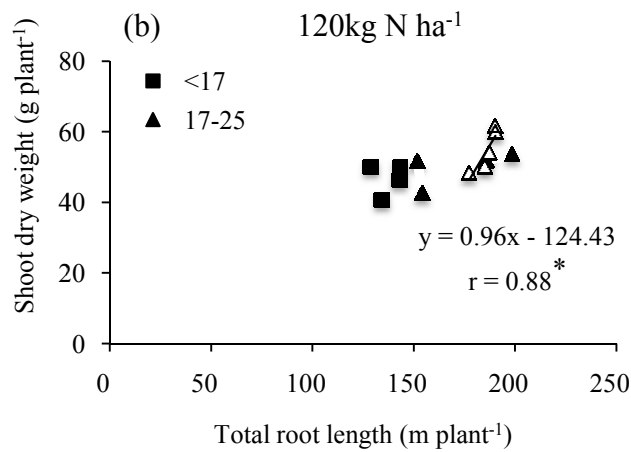 (b) 120kg N ha-1
Shoot dry weight (g plant-1)
80
60
40
20
0
<17
17-25
y = 0.96x - 124.43
r = 0.88*
0 50 100 150 200 250
Total root length (m plant-1)